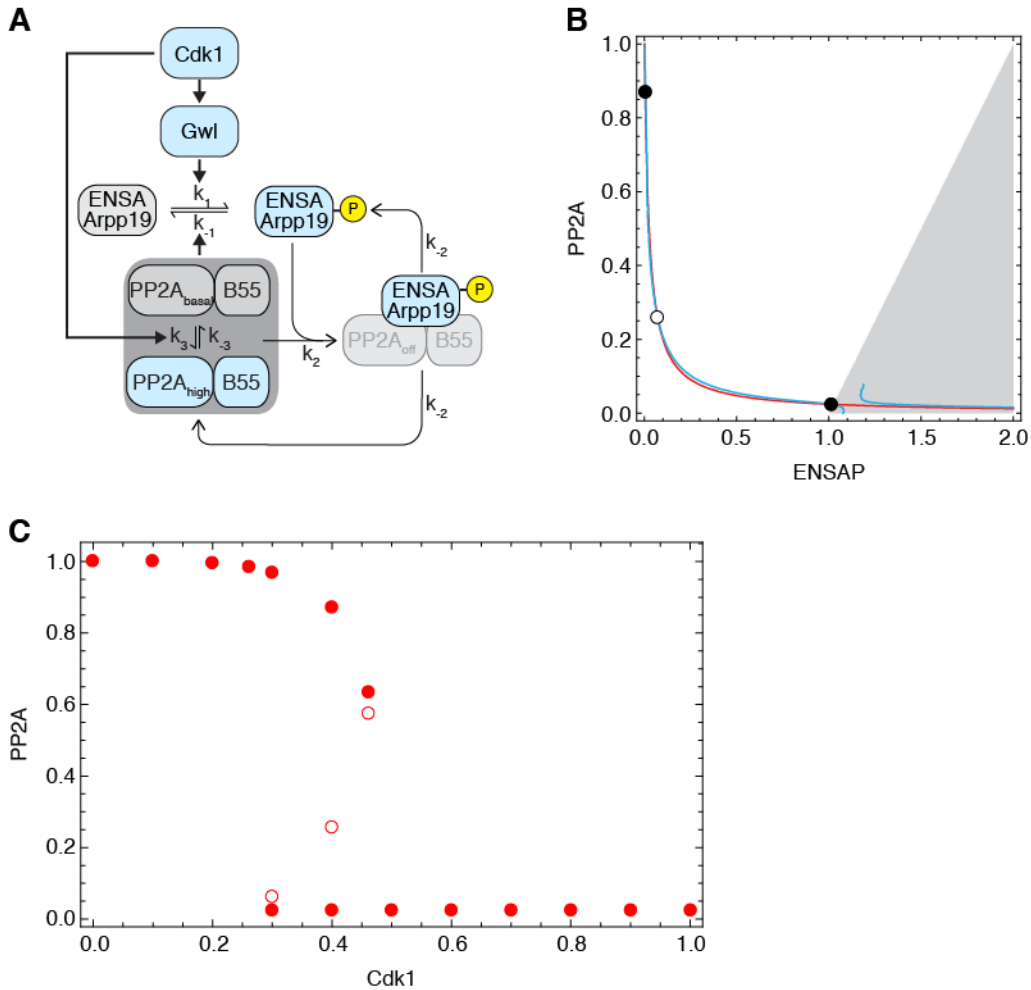 A
Cdk1
Gwl
ENSA
Arpp19
k1
k-1
ENSA
Arpp19
P
k-2
PP2Abasal
B55
k3
k-3
PP2Ahigh
B55
k2
ENSA
Arpp19
P
PP2Aoff
B55
k-2
B
1.0
0.8
0.6
0.4
0.2
0.0
PP2A
0.0 0.5 1.0 1.5 2.0
ENSAP
C
1.0
0.8
0.6
0.4
0.2
0.0
PP2A
0.0 0.2 0.4 0.6 0.8 1.0
Cdk1